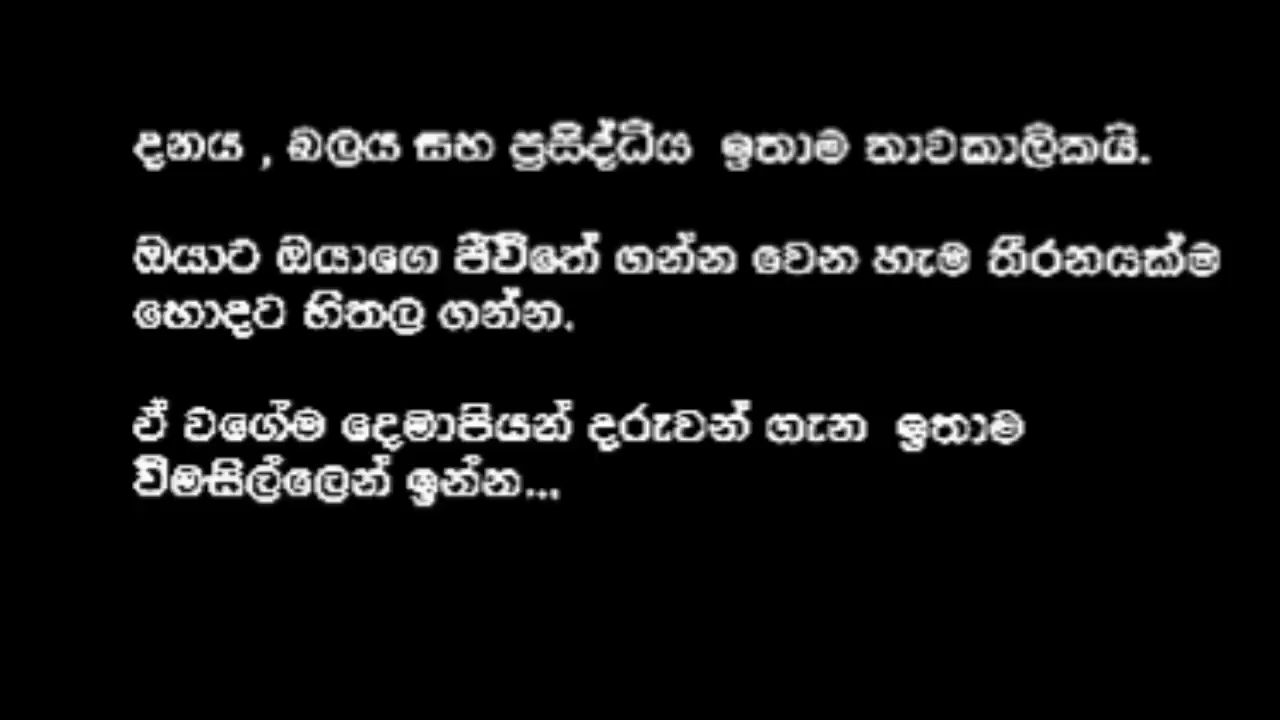 දනය , බලය සහ ප්‍රසිද්ධිය ඉතාම තාවකාලිකයි.
ඔයාට ඔයාගෙ ජීවිතේ ගන්න වෙන හැම තීරනයක්ම
හොදට හිතල ගන්න.
ඒ වගේම දෙමාපියන් දරුවන් ගැන ඉතාම
විමසිල්ලෙන් ඉන්න...